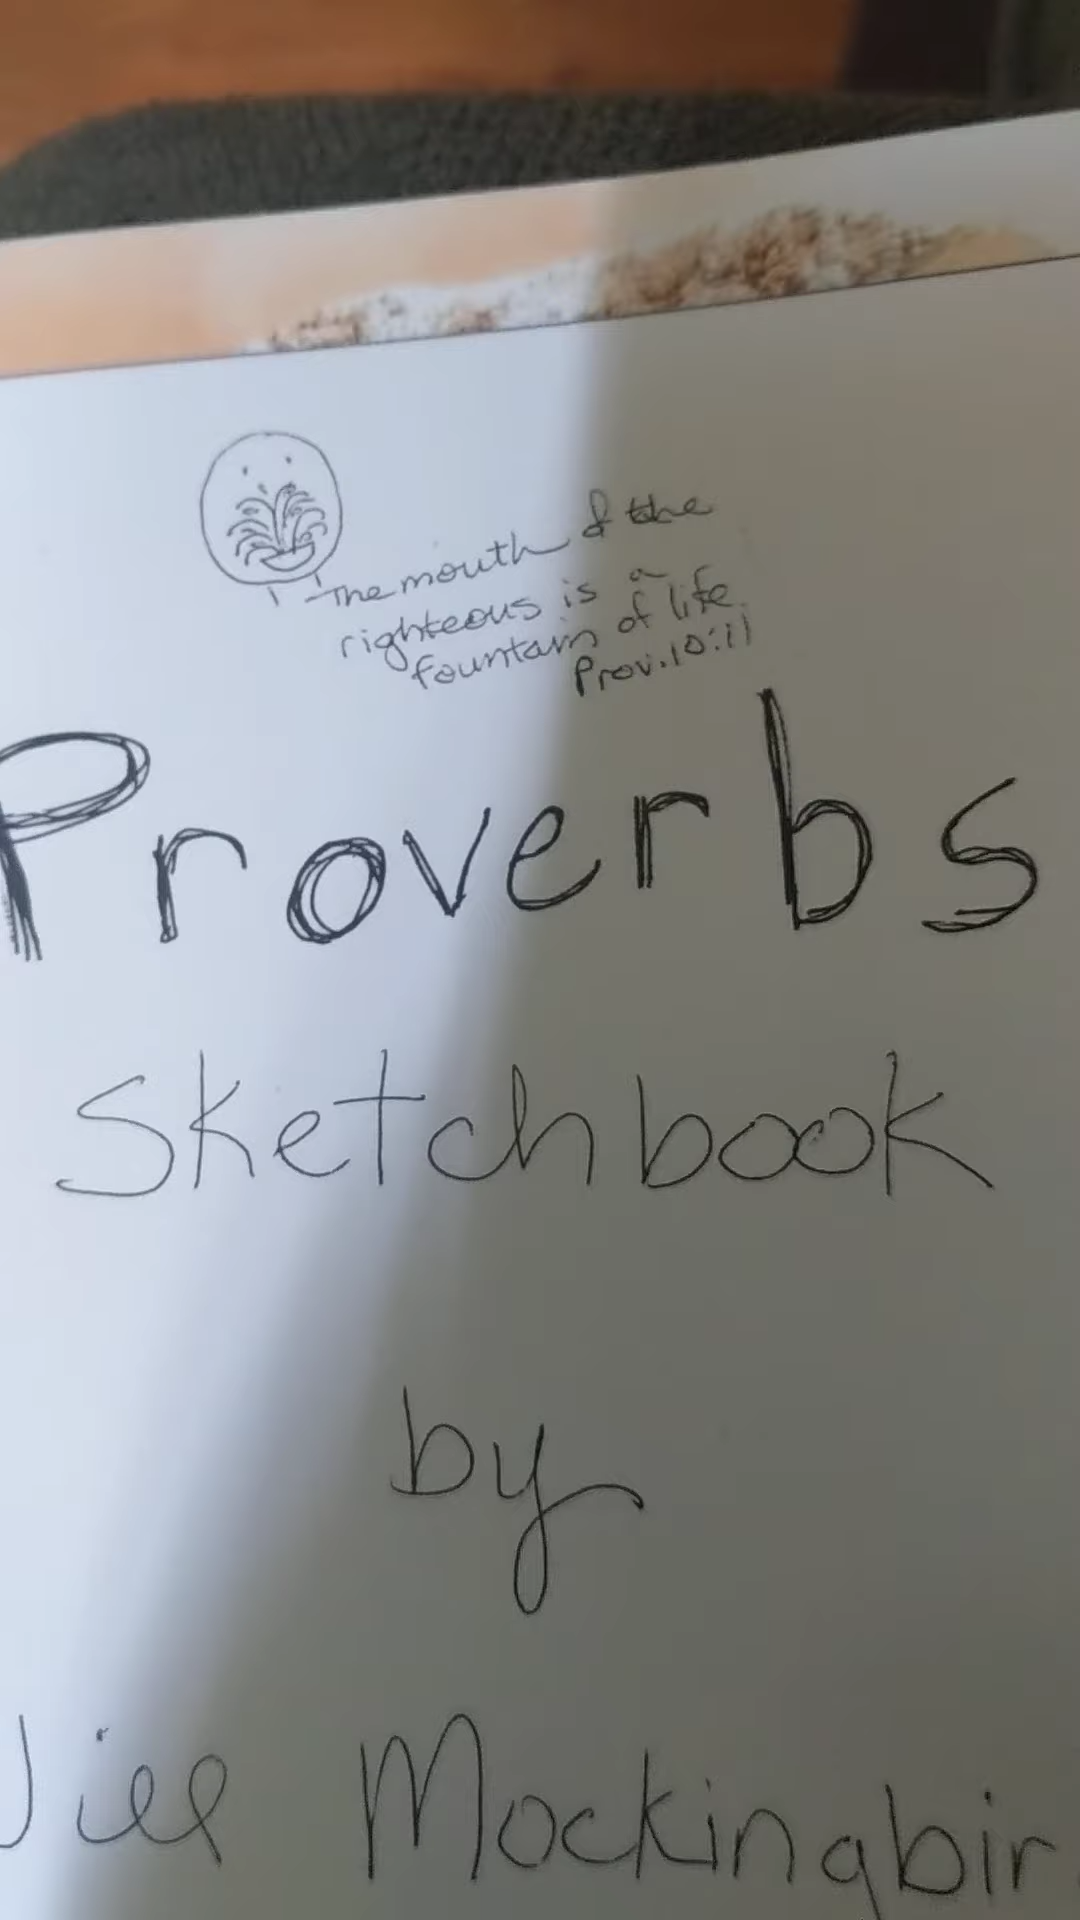 The mouth of the
righteous is a
fountain of life
Prov. 10:11
Proverbs
Sketchbook
by
Jill Mockingbir